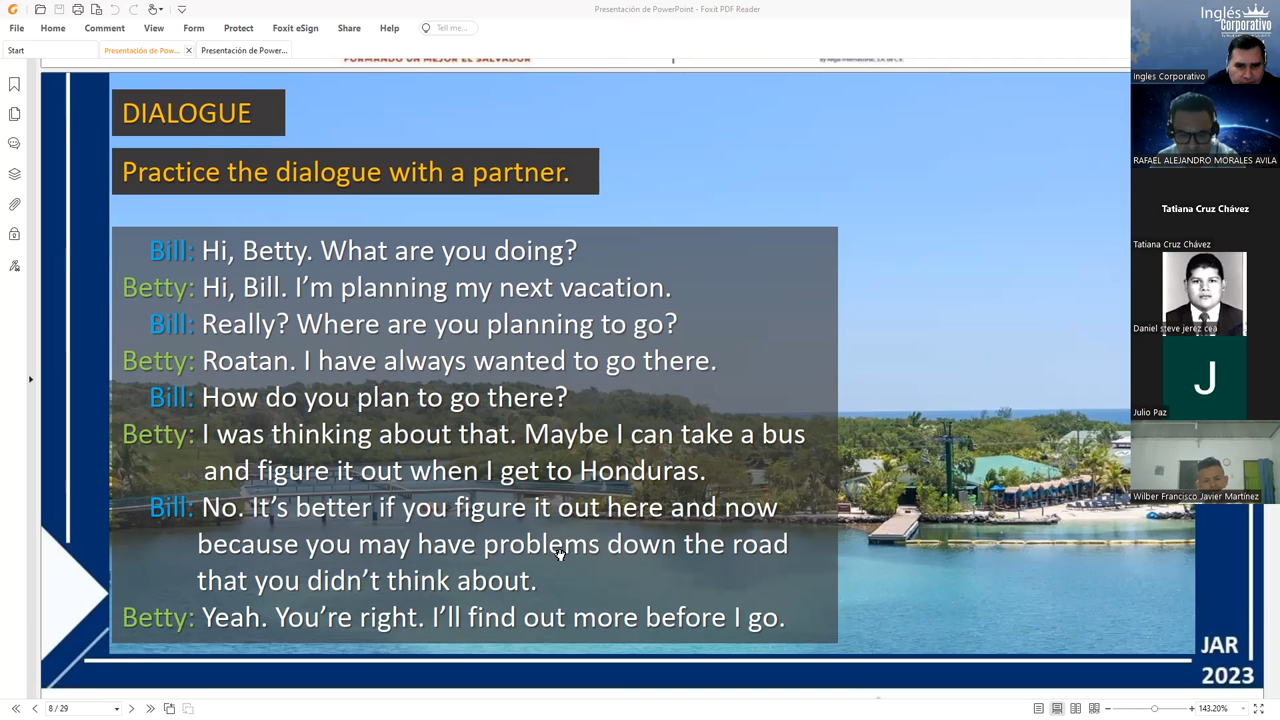 Presentación de PowerPoint - Foxit PDF Reader
File Home Comment View Form Protect Foxit eSign Share Help Tell me...
Start Presentación de Pow... Presentación de Power...
FORMANDO UN MEJOR EL SALVADOR
DIALOGUE
Practice the dialogue with a partner.
Bill: Hi, Betty. What are you doing?
Betty: Hi, Bill. I'm planning my next vacation.
Bill: Really? Where are you planning to go?
Betty: Roatan. I have always wanted to go there.
Bill: How do you plan to go there?
Betty: I was thinking about that. Maybe I can take a bus
and figure it out when I get to Honduras.
Bill: No. It's better if you figure it out here and now
because you may have problems down the road
that you didn't think about.
Betty: Yeah. You're right. I'll find out more before I go.
JAR
2023
8 / 29
143.20%
Inglés
Corporativo
Ingles Corporativo
RAFAEL ALEJANDRO MORALES AVILA
Tatiana Cruz Chávez
Tatiana Cruz Chávez
Daniel steve jerez cea
J
Julio Paz
Wilber Francisco Javier Martínez